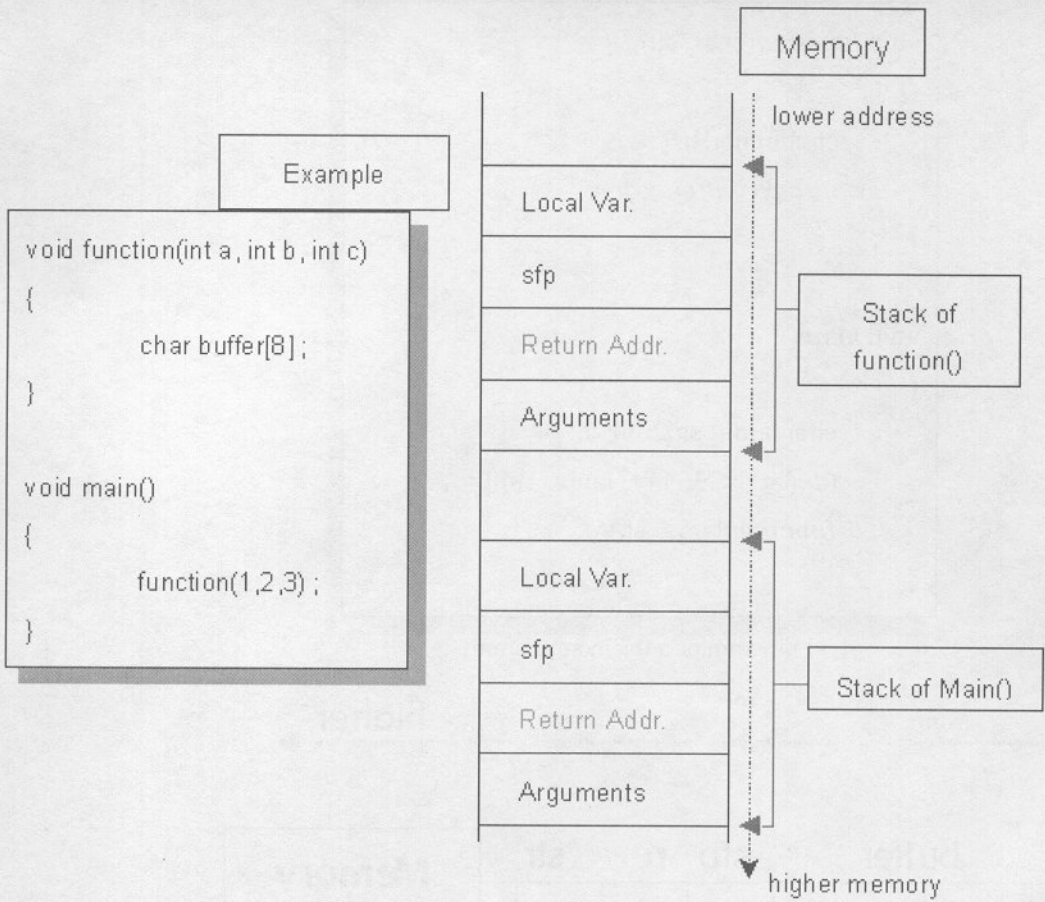 Memory
lower address
Example
void function(int a, int b, int c)
{
char buffer[8] ;
}
void main()
{
function(1,2,3) ;
}
Local Var.
sfp
Return Addr.
Arguments
Stack of
function()
Local Var.
sfp
Return Addr.
Arguments
Stack of Main()
higher memory